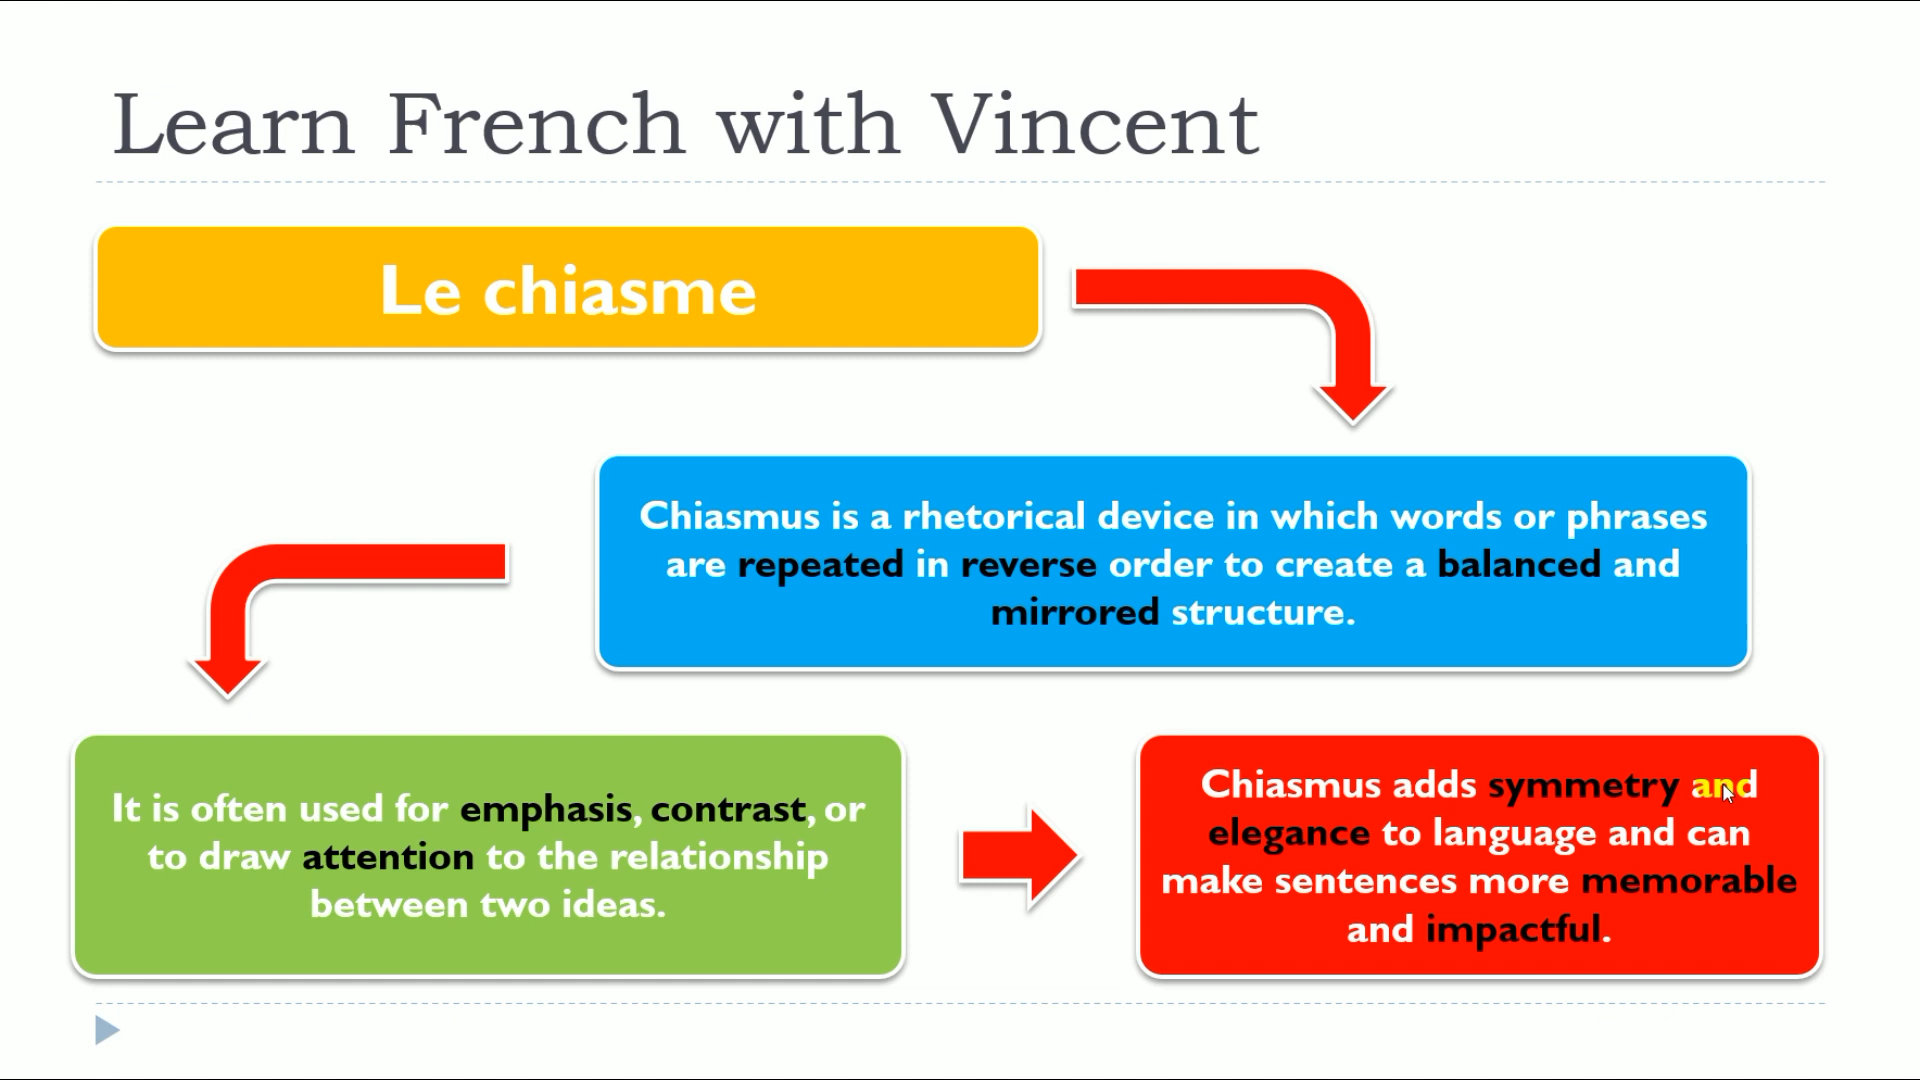 Learn French with Vincent
Le chiasme
Chiasmus is a rhetorical device in which words or phrases
are repeated in reverse order to create a balanced and
mirrored structure.
It is often used for emphasis, contrast, or
to draw attention to the relationship
between two ideas.
Chiasmus adds symmetry and
elegance to language and can
make sentences more memorable
and impactful.